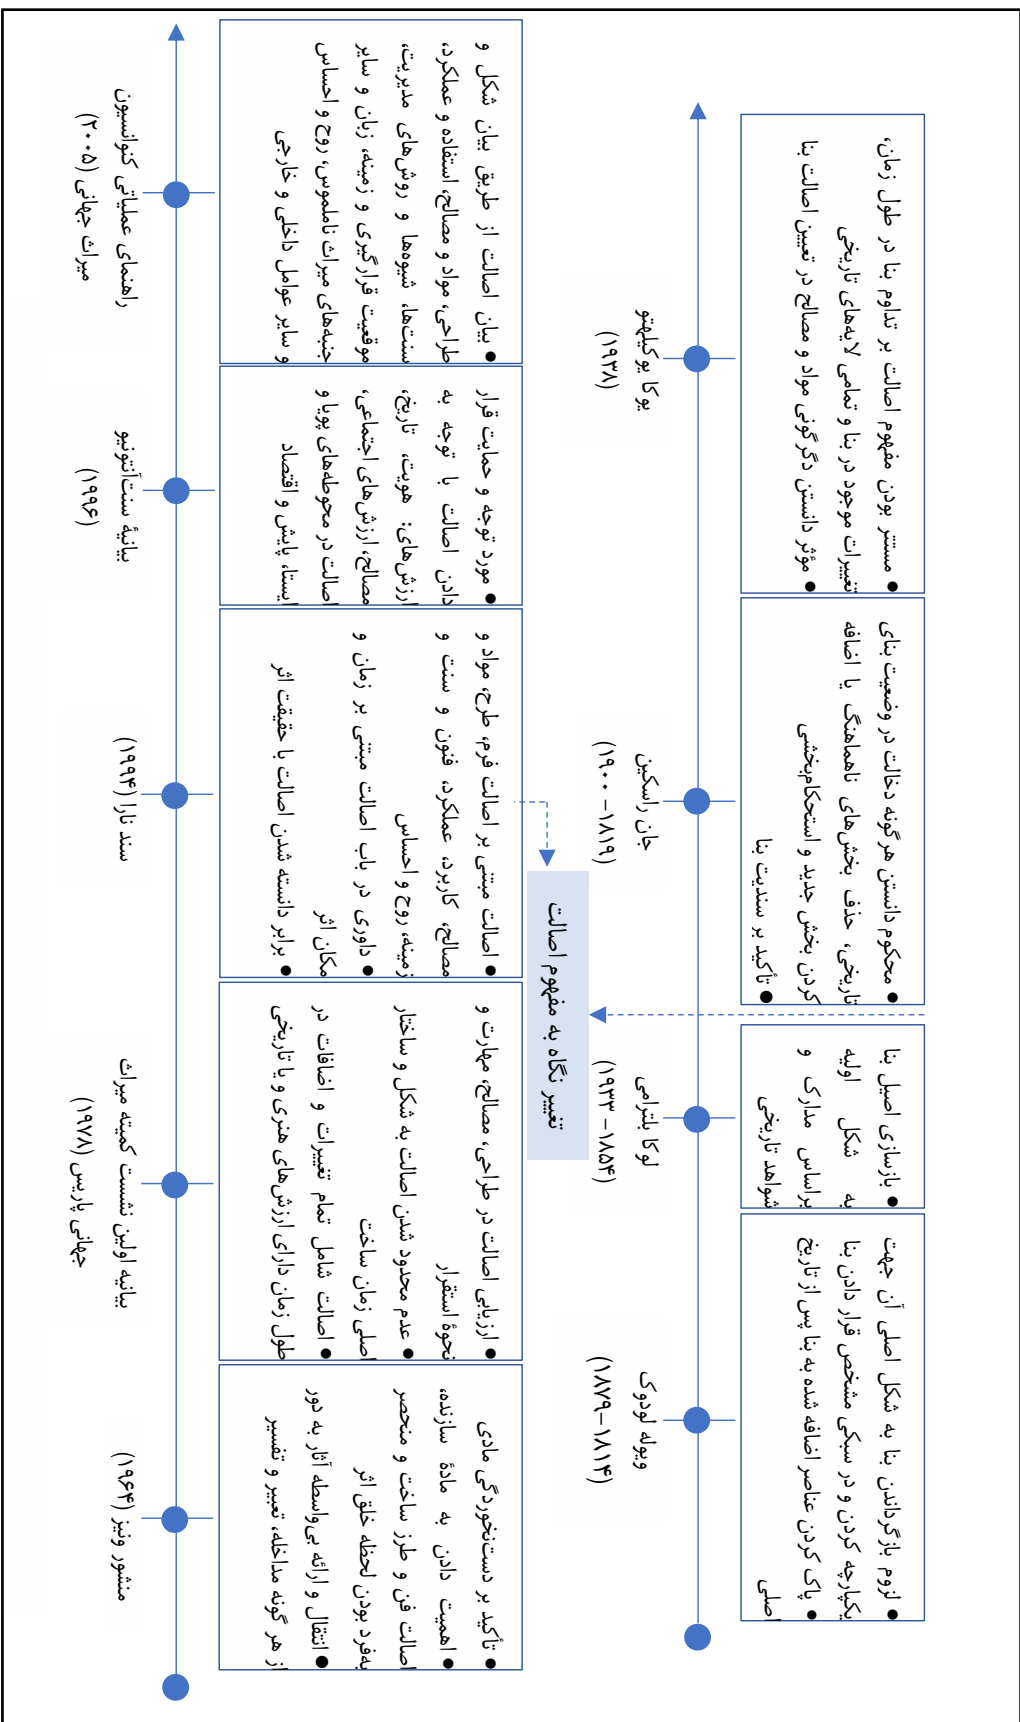 ● لزوم بازگرداندن بنا به شکل اصلی آن جهت
یکپارچه کردن و در سبکی مشخص قرار دادن بنا
● پاک کردن عناصر اضافه شده به بنا پس از تاریخ
اصلی
ویوله لودوک
(۱۸۱۴–۱۸۷۹)
● بازسازی اصیل بنا
به شکل اولیه
براساس مدارک و
شواهد تاریخی
لوکا بلترامی
(۱۸۵۴–۱۹۳۳)
● محکوم دانستن هرگونه دخالت در وضعیت بنای
تاریخی، حذف بخش‌های ناهماهنگ یا اضافه
کردن بخش جدید و استحکام‌بخشی
● تأکید بر سندیت بنا
جان راسکین
(۱۸۱۹–۱۹۰۰)
● مستتر بودن مفهوم اصالت بر تداوم بنا در طول زمان،
تغییرات موجود در بنا و تمامی لایه‌های تاریخی
● مؤثر دانستن دگرگونی مواد و مصالح در تعیین اصالت بنا
یوکا یوکیلهتو
(۱۹۳۸)
تغییر نگاه به مفهوم اصالت
● تأکید بر دست‌نخوردگی مادی
● اهمیت دادن به مادۀ سازنده،
اصالت فن و طرز ساخت و منحصر
به‌فرد بودن لحظه خلق اثر
● انتقال و ارائه بی‌واسطه آثار به دور
از هر گونه مداخله، تعبیر و تفسیر
منشور ونیز (۱۹۶۴)
● ارزیابی اصالت در طراحی، مصالح، مهارت و
نحوۀ استقرار
● عدم محدود شدن اصالت به شکل و ساختار
اصلی زمان ساخت
● اصالت شامل تمام تغییرات و اضافات در
طول زمان دارای ارزش‌های هنری و یا تاریخی
بیانیه اولین نشست کمیته میراث
جهانی پاریس (۱۹۷۸)
● اصالت مبتنی بر اصالت فرم، طرح، مواد و
مصالح، کاربرد، عملکرد، فنون و سنت و
زمینه، روح و احساس
● داوری در باب اصالت مبتنی بر زمان و
مکان اثر
● برابر دانسته شدن اصالت با حقیقت اثر
سند نارا (۱۹۹۴)
● مورد توجه و حمایت قرار
دادن اصالت با توجه به
ارزش‌های: هویت، تاریخ،
مصالح، ارزش‌های اجتماعی،
اصالت در محوطه‌های پویا و
ایستا، پایش و اقتصاد
بیانیۀ سنت‌آنتونیو
(۱۹۹۶)
● بیان اصالت از طریق بیان شکل و
طراحی، مواد و مصالح، استفاده و عملکرد،
سنت‌ها، شیوه‌ها و روش‌های مدیریت،
موقعیت قرارگیری و زمینه، زبان و سایر
جنبه‌های میراث ناملموس، روح و احساس
و سایر عوامل داخلی و خارجی
راهنمای عملیاتی کنوانسیون
میراث جهانی (۲۰۰۵)